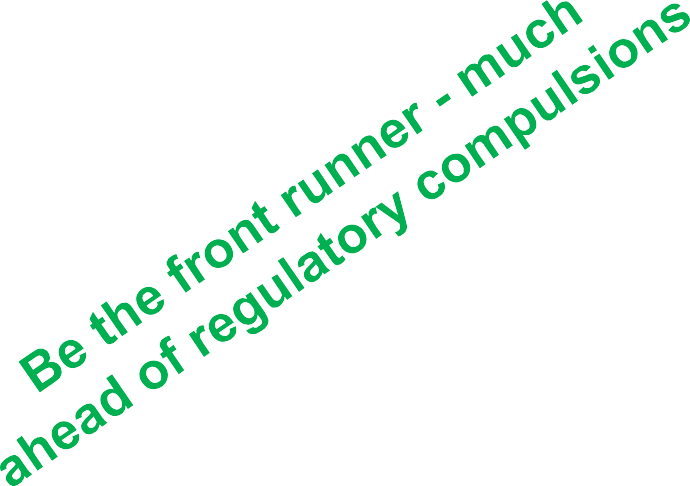 Be the front runner - much
ahead of regulatory compulsions